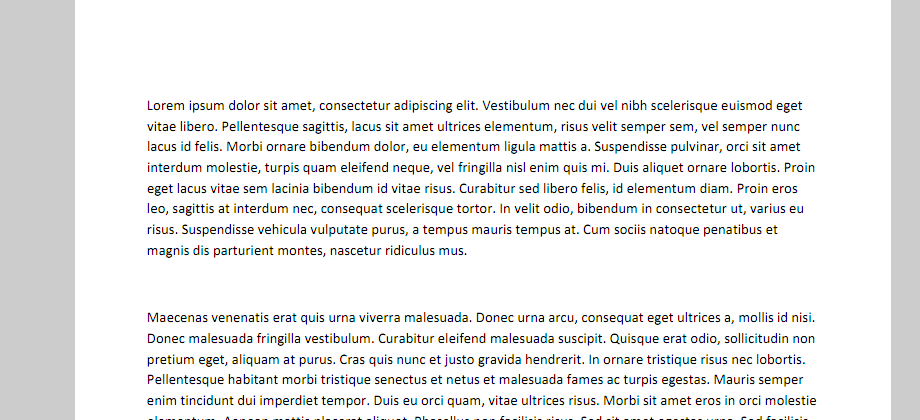 Lorem ipsum dolor sit amet, consectetur adipiscing elit. Vestibulum nec dui vel nibh scelerisque euismod eget
vitae libero. Pellentesque sagittis, lacus sit amet ultrices elementum, risus velit semper sem, vel semper nunc
lacus id felis. Morbi ornare bibendum dolor, eu elementum ligula mattis a. Suspendisse pulvinar, orci sit amet
interdum molestie, turpis quam eleifend neque, vel fringilla nisl enim quis mi. Duis aliquet ornare lobortis. Proin
eget lacus vitae sem lacinia bibendum id vitae risus. Curabitur sed libero felis, id elementum diam. Proin eros
leo, sagittis at interdum nec, consequat scelerisque tortor. In velit odio, bibendum in consectetur ut, varius eu
risus. Suspendisse vehicula vulputate purus, a tempus mauris tempus at. Cum sociis natoque penatibus et
magnis dis parturient montes, nascetur ridiculus mus.
Maecenas venenatis erat quis urna viverra malesuada. Donec urna arcu, consequat eget ultrices a, mollis id nisi.
Donec malesuada fringilla vestibulum. Curabitur eleifend malesuada suscipit. Quisque erat odio, sollicitudin non
pretium eget, aliquam at purus. Cras quis nunc et justo gravida hendrerit. In ornare tristique risus nec lobortis.
Pellentesque habitant morbi tristique senectus et netus et malesuada fames ac turpis egestas. Mauris semper
enim tincidunt dui imperdiet tempor. Duis eu orci quam, vitae ultrices risus. Morbi sit amet eros in orci molestie